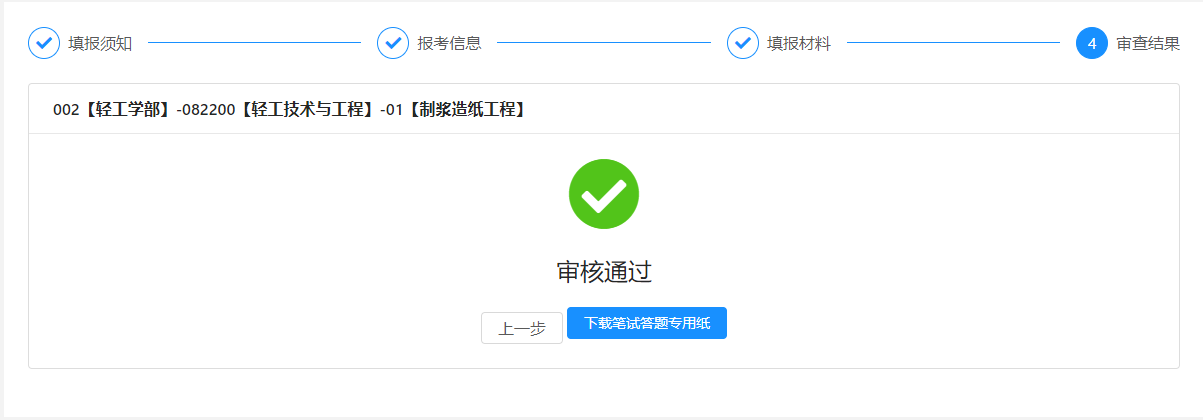 填报须知 报考信息 填报材料 4 审查结果
002【轻工学部】-082200【轻工技术与工程】-01【制浆造纸工程】
审核通过
上一步 下载笔试答题专用纸